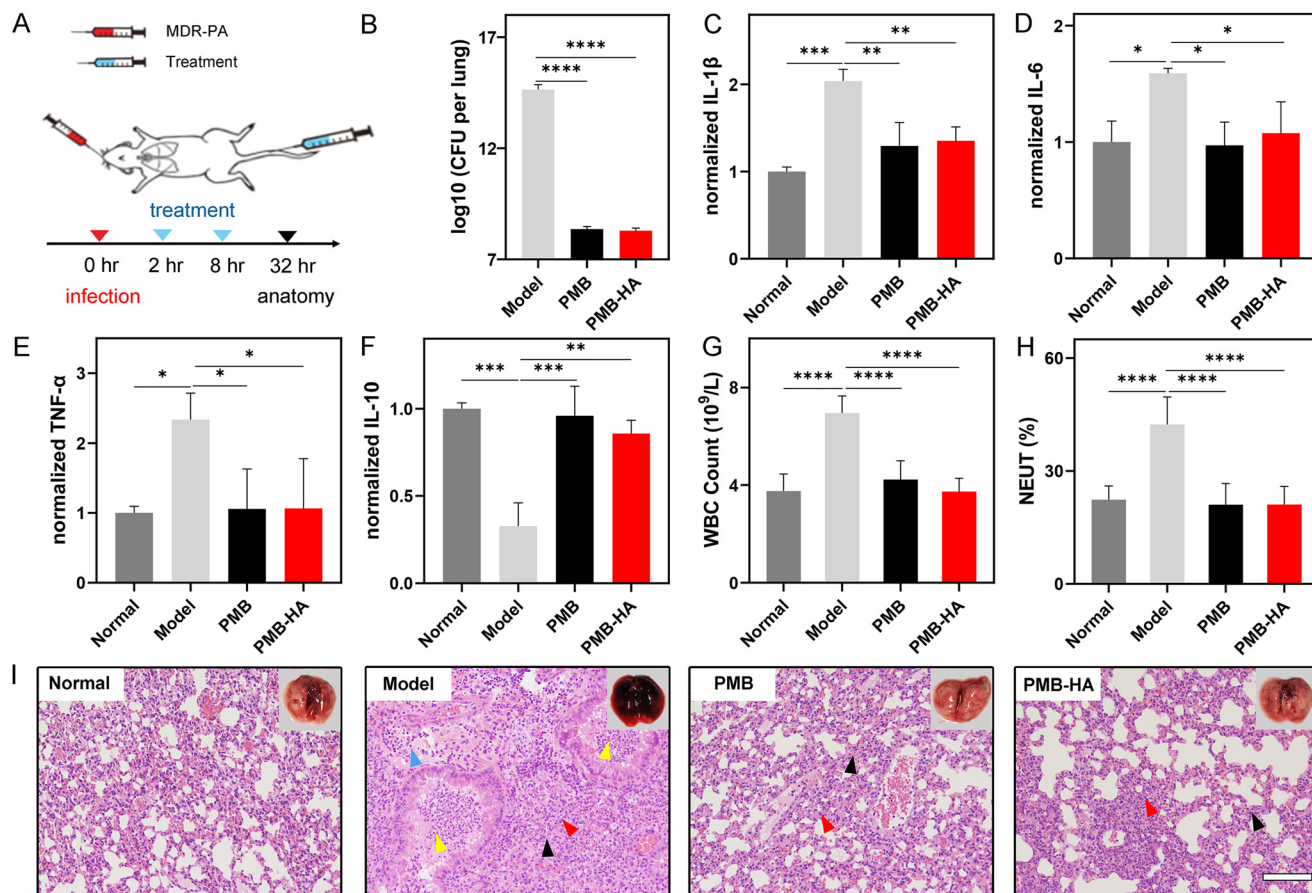 A
MDR-PA
Treatment
treatment
0 hr
2 hr
8 hr
32 hr
infection
anatomy
B
log10 (CFU per lung)
17
12
7
****
****
Model
PMB
PMB-HA
C
normalized IL-1β
2
1
0
***
**
**
Normal
Model
PMB
PMB-HA
D
normalized IL-6
2
1
0
*
*
*
Normal
Model
PMB
PMB-HA
E
normalized TNF-α
3
2
1
0
*
*
*
Normal
Model
PMB
PMB-HA
F
normalized IL-10
1.0
0.5
0.0
***
***
**
Normal
Model
PMB
PMB-HA
G
WBC Count (10⁹/L)
8
4
0
****
****
****
Normal
Model
PMB
PMB-HA
H
NEUT (%)
60
30
0
****
****
****
Normal
Model
PMB
PMB-HA
I
Normal
Model
PMB
PMB-HA